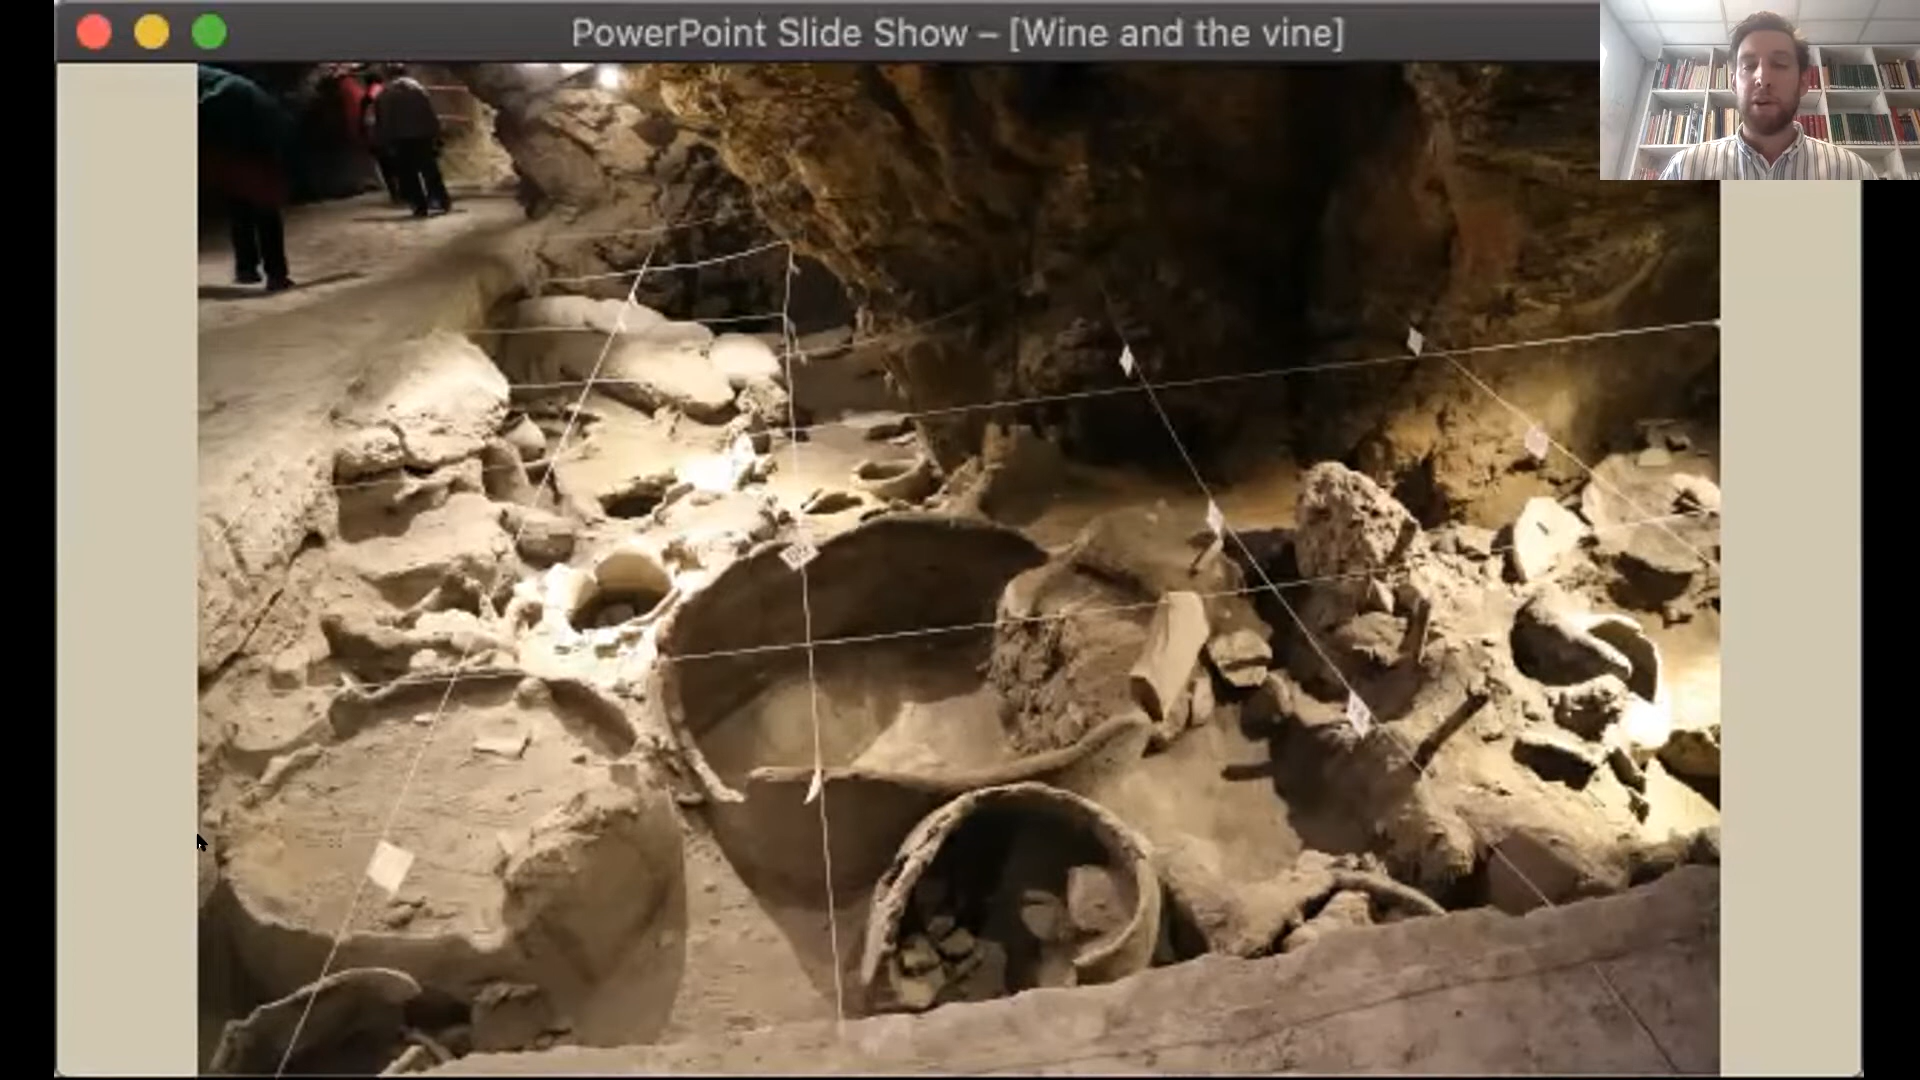 PowerPoint Slide Show – [Wine and the vine]